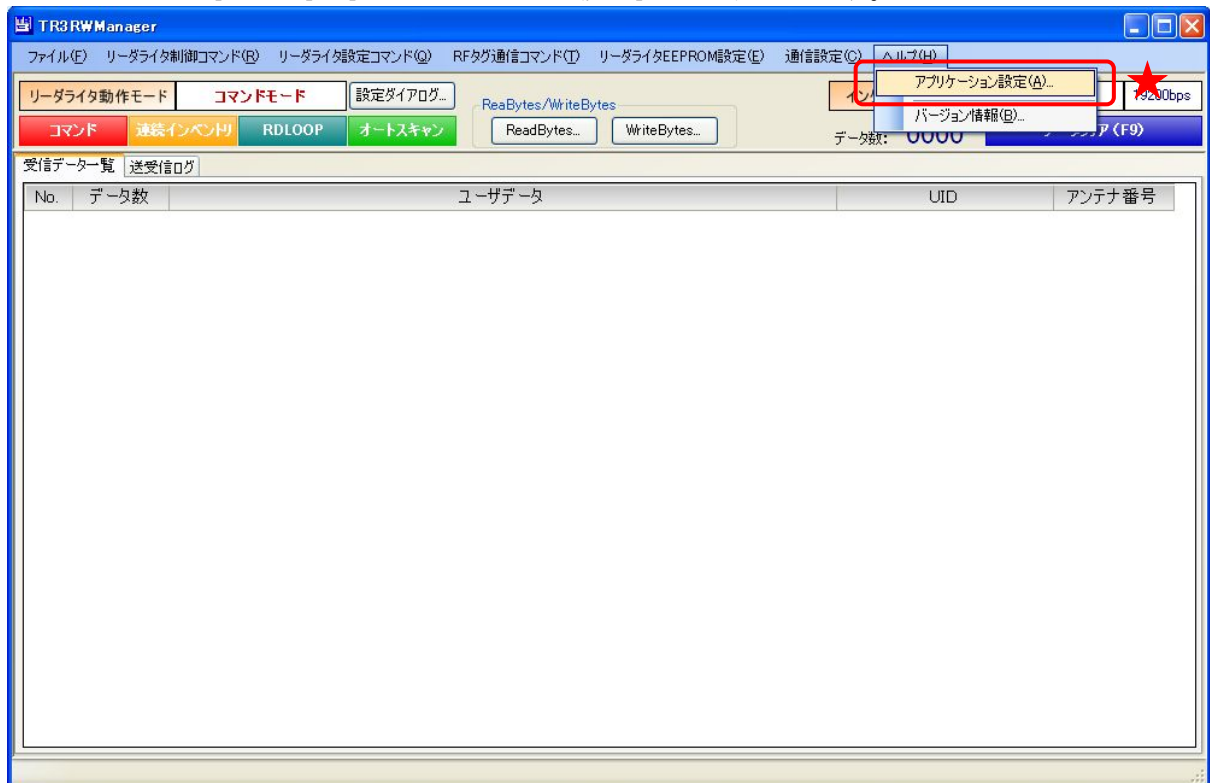 TR3RWManager
ファイル(F) リーダライタ制御コマンド(R) リーダライタ設定コマンド(Q) RFタグ通信コマンド(T) リーダライタEEPROM設定(E) 通信設定(C) ヘルプ(H)
アプリケーション設定(A)...
バージョン情報(B)...
リーダライタ動作モード コマンドモード 設定ダイアログ... ReaBytes/WriteBytes 19200bps
コマンド 連続インベントリ RDLOOP オートスキャン ReadBytes... WriteBytes... データ数: 0000 (F9)
受信データ一覧 送受信ログ
No. データ数 ユーザデータ UID アンテナ番号